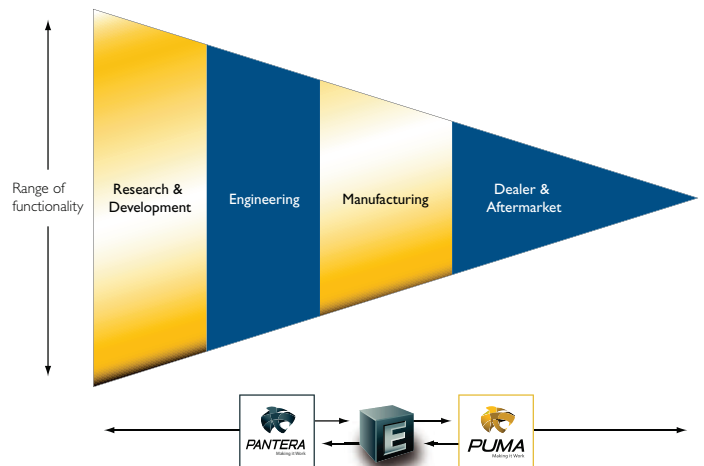 Range of
functionality
Research &
Development
Engineering
Manufacturing
Dealer &
Aftermarket
PANTERA
Making it Work
E
PUMA
Making it Work